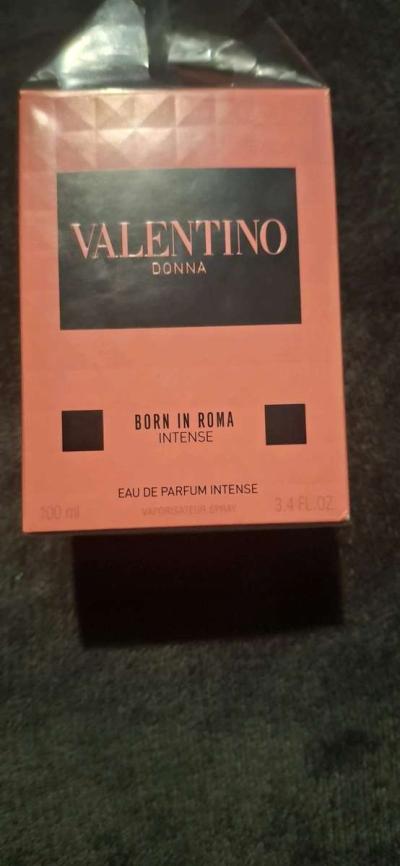 VALENTINO
DONNA
BORN IN ROMA
INTENSE
EAU DE PARFUM INTENSE
100 ml VAPORISATEUR SPRAY 3.4 FL.OZ.